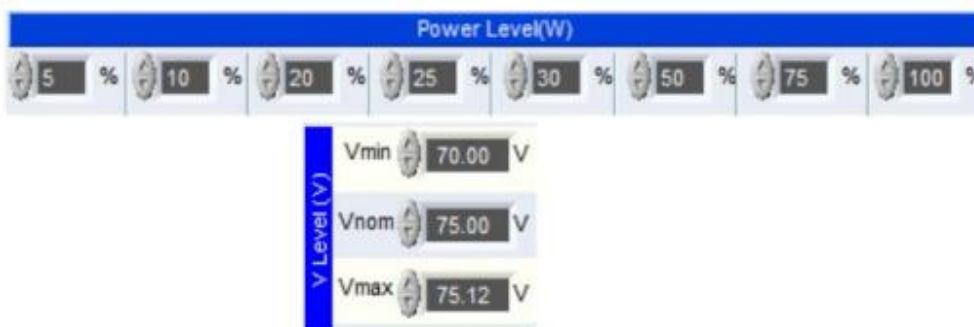 Power Level(W)
5 % 10 % 20 % 25 % 30 % 50 % 75 % 100 %
V Level (V)
Vmin 70.00 V
Vnom 75.00 V
Vmax 75.12 V